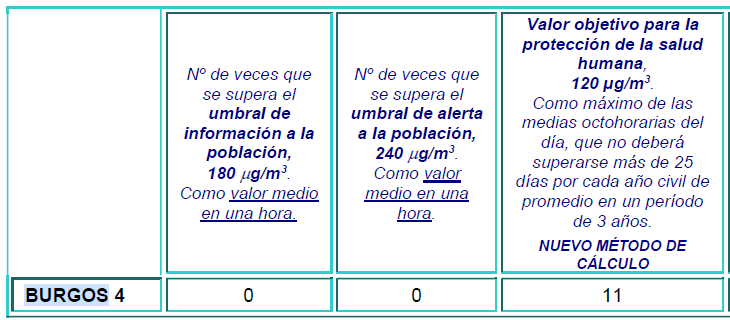 Nº de veces que
se supera el
umbral de
información a la
población,
180 µg/m³.
Como valor medio
en una hora.
Nº de veces que
se supera el
umbral de alerta
a la población,
240 µg/m³.
Como valor
medio en una
hora.
Valor objetivo para la
protección de la salud
humana,
120 µg/m³.
Como máximo de las
medias octohorarias del
día, que no deberá
superarse más de 25
días por cada año civil de
promedio en un período
de 3 años.
NUEVO MÉTODO DE
CÁLCULO
BURGOS 4 0 0 11